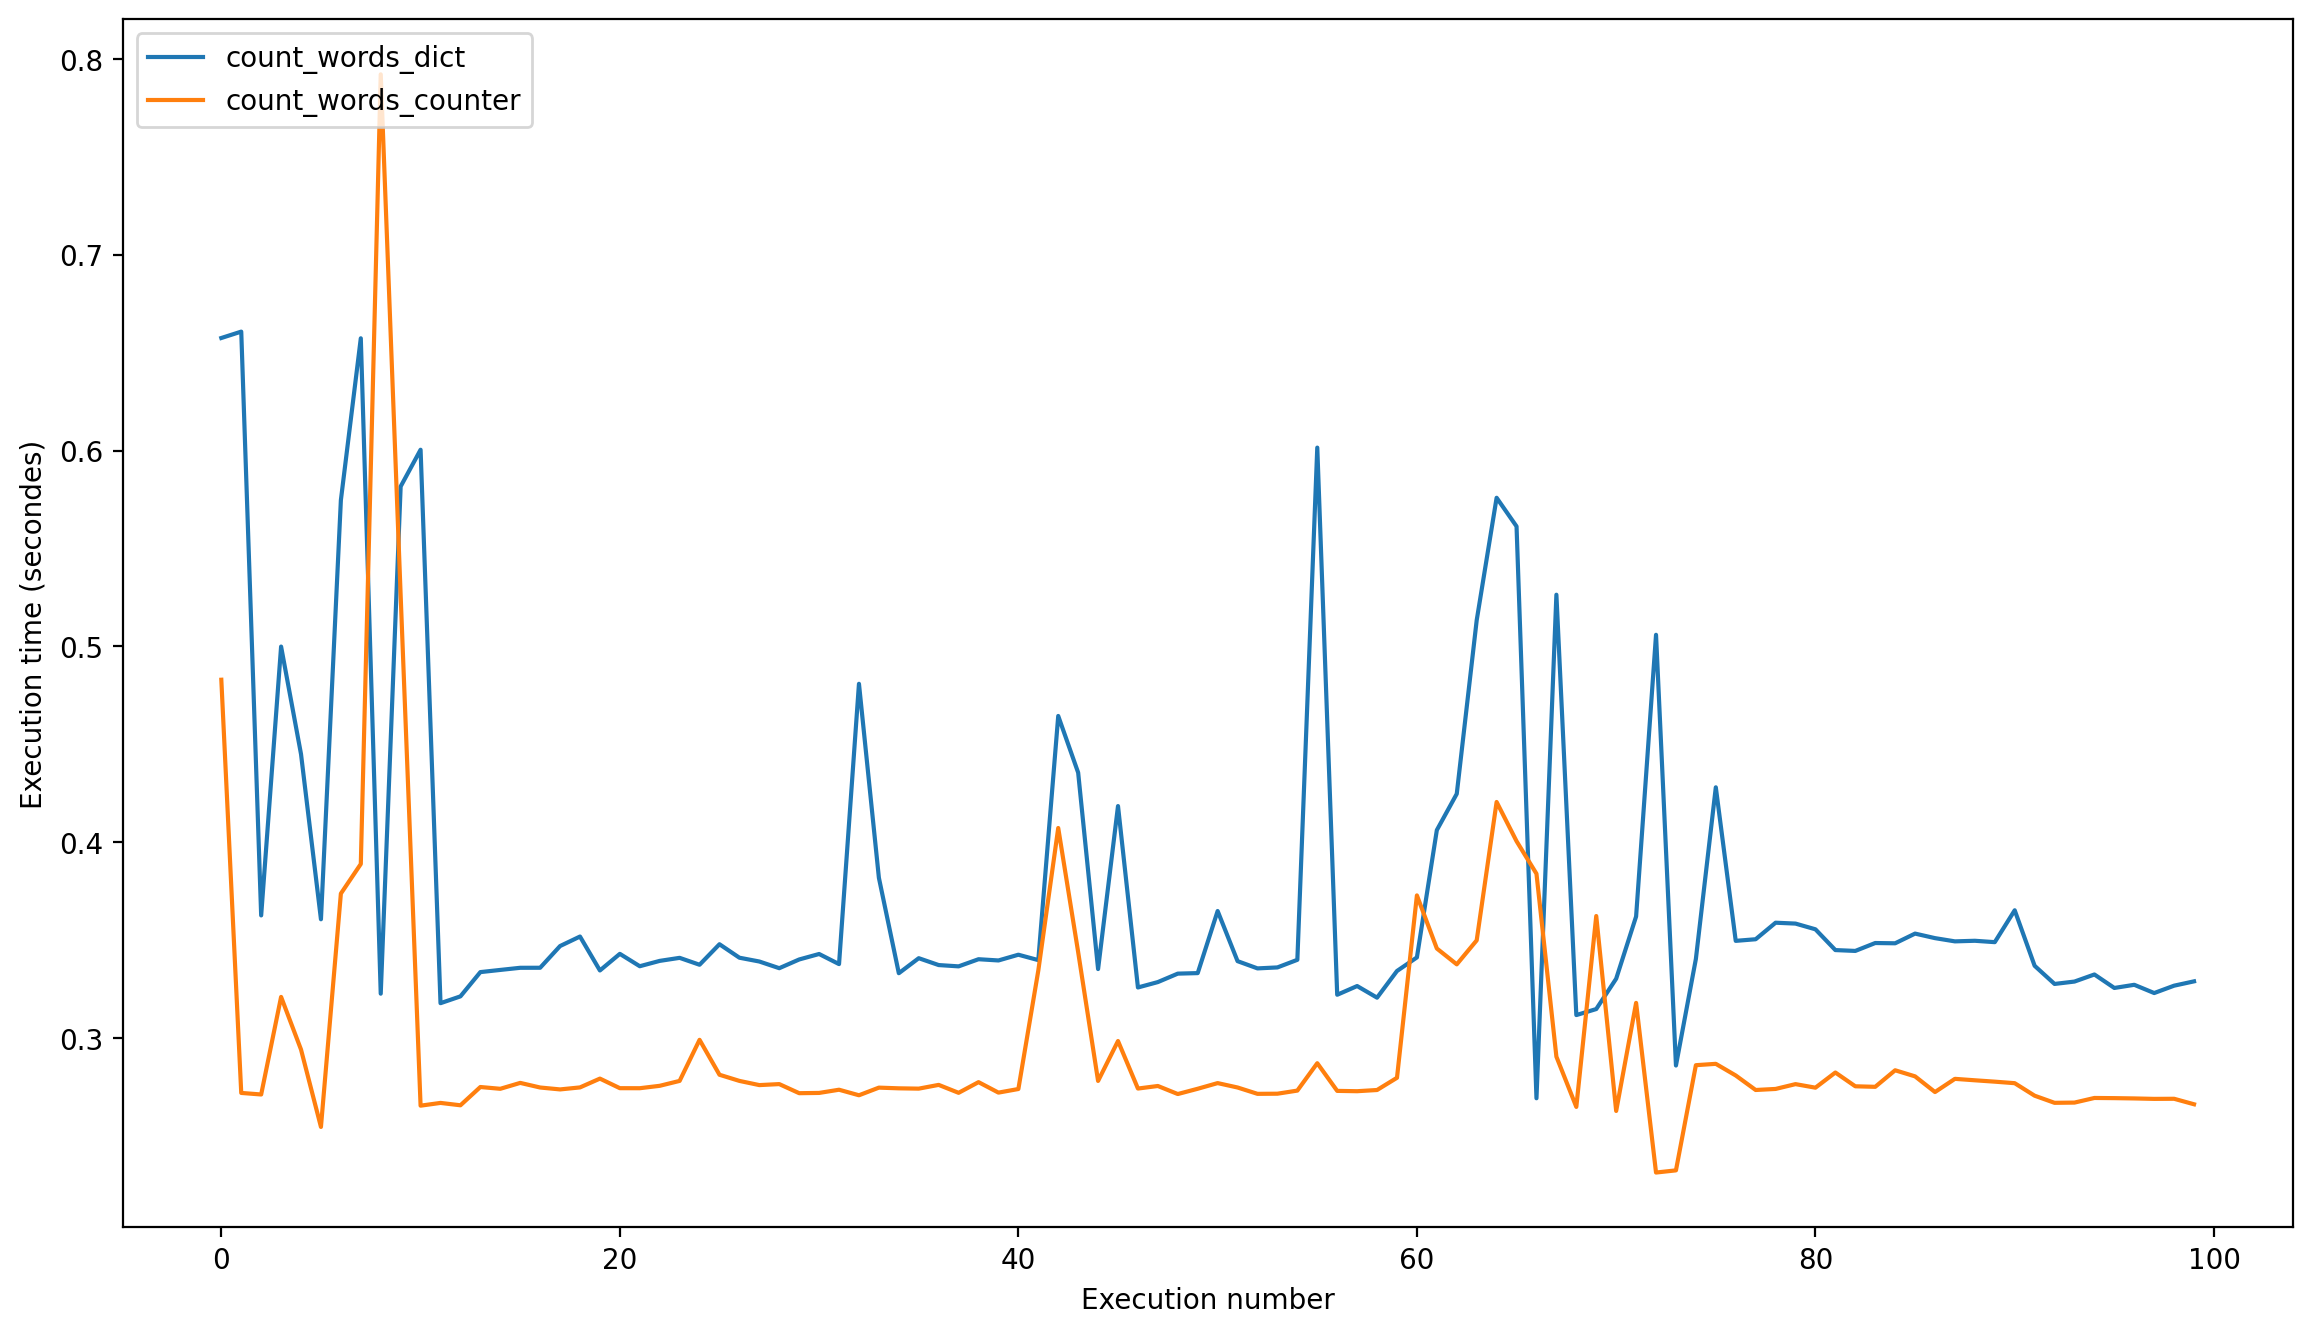 count_words_dict
count_words_counter
Execution time (secondes)
0.8
0.7
0.6
0.5
0.4
0.3
0 20 40 60 80 100
Execution number